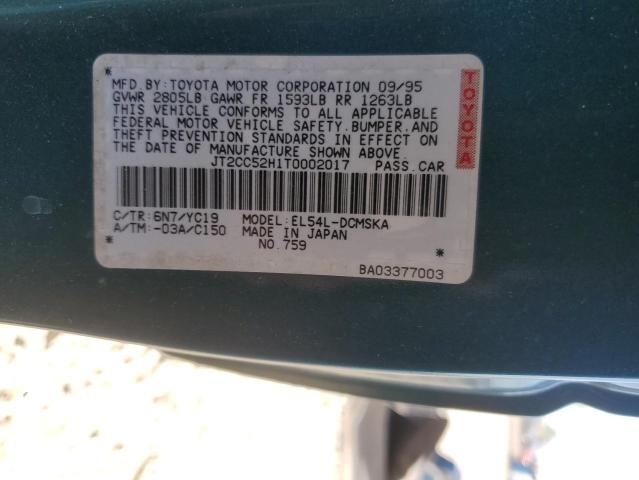 MFD BY:TOYOTA MOTOR CORPORATION 09/95
GVWR 2805LB GAWR FR 1593LB RR 1263LB
THIS VEHICLE CONFORMS TO ALL APPLICABLE
FEDERAL MOTOR VEHICLE SAFETY.BUMPER.AND
THEFT PREVENTION STANDARDS IN EFFECT ON
THE DATE OF MANUFACTURE SHOWN ABOVE.
JT2CC52H1T0002017 PASS.CAR
TOYOTA
C/TR:6N7/YC19 MODEL:EL54L-DCMSKA
A/TM:-03A/C150 MADE IN JAPAN
NO.759
BA03377003